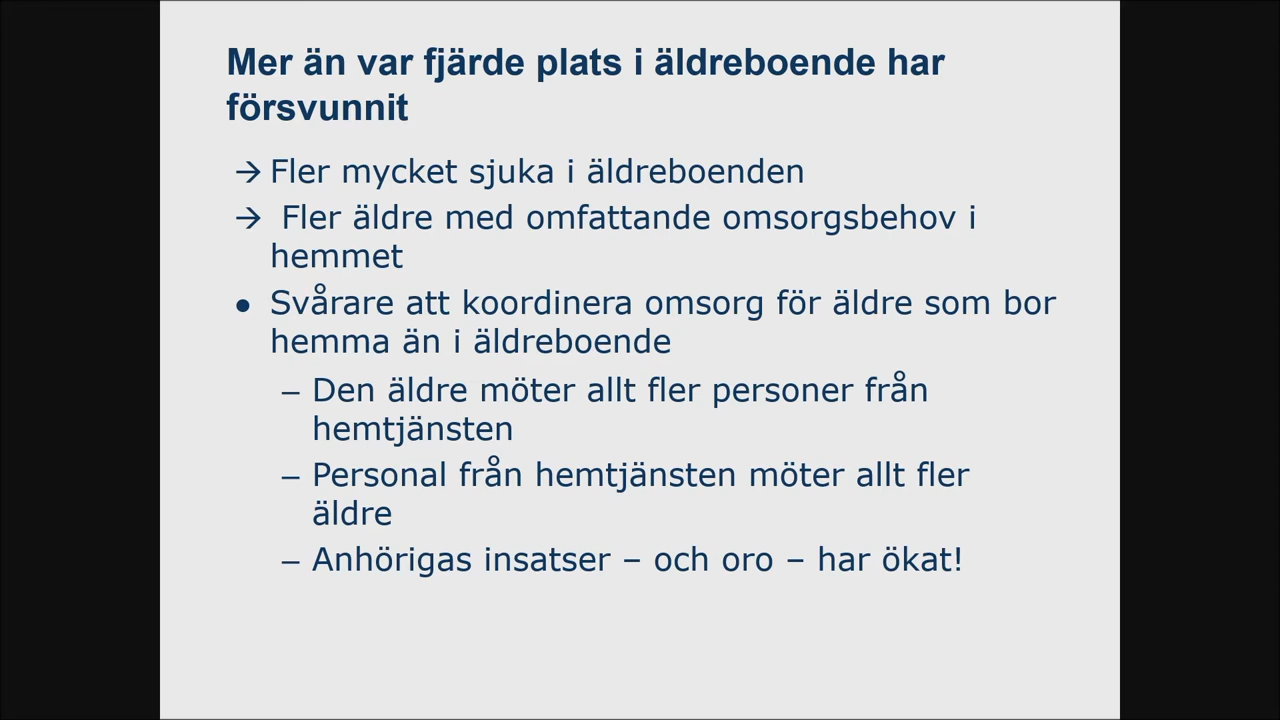 Mer än var fjärde plats i äldreboende har
försvunnit
→ Fler mycket sjuka i äldreboenden
→ Fler äldre med omfattande omsorgsbehov i
hemmet
● Svårare att koordinera omsorg för äldre som bor
hemma än i äldreboende
– Den äldre möter allt fler personer från
hemtjänsten
– Personal från hemtjänsten möter allt fler
äldre
– Anhörigas insatser – och oro – har ökat!